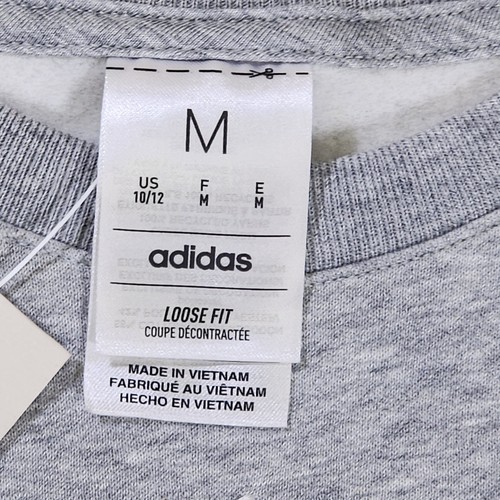 M
US F E
10/12 M M
adidas
LOOSE FIT
COUPE DÉCONTRACTÉE
MADE IN VIETNAM
FABRIQUÉ AU VIÊTNAM
HECHO EN VIETNAM